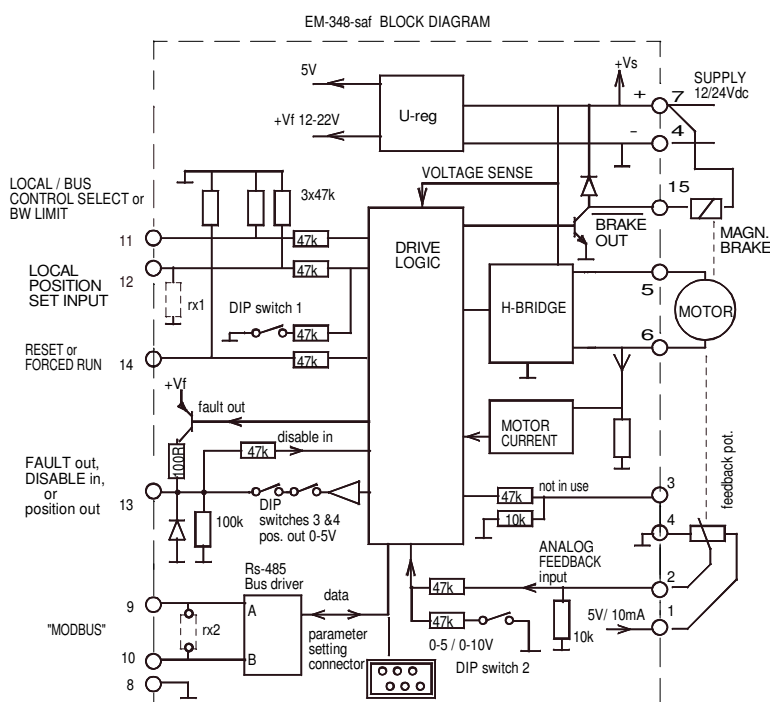 EM-348-saf BLOCK DIAGRAM
5V
+Vf 12-22V
U-reg
+Vs
+
-
7
4
SUPPLY
12/24Vdc
LOCAL / BUS
CONTROL SELECT or
BW LIMIT
3x47k
VOLTAGE SENSE
15
BRAKE
OUT
MAGN.
BRAKE
11
47k
DRIVE
LOGIC
12
LOCAL
POSITION
SET INPUT
47k
rx1
DIP switch 1
47k
H-BRIDGE
5
MOTOR
6
RESET or
FORCED RUN
14
47k
+Vf
fault out
100R
disable in
47k
MOTOR
CURRENT
FAULT out,
DISABLE in,
or
position out
13
100k
DIP
switches 3 &4
pos. out 0-5V
47k
not in use
10k
3
4
feedback pot.
ANALOG
FEEDBACK
input
2
47k
47k
0-5 / 0-10V
DIP switch 2
10k
5V/ 10mA
1
Rs-485
Bus driver
9
A
data
"MODBUS"
rx2
parameter
setting
connector
10
B
8